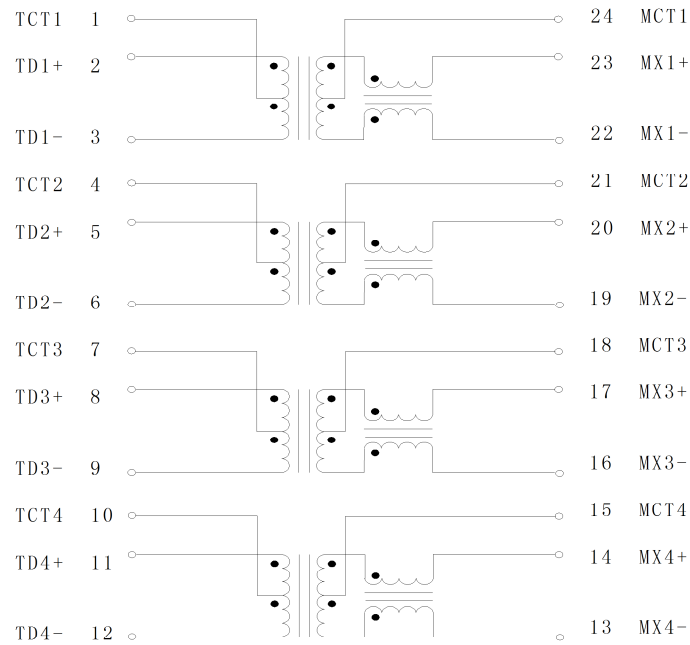 TCT1 1 24 MCT1
TD1+ 2 23 MX1+
TD1- 3 22 MX1-
TCT2 4 21 MCT2
TD2+ 5 20 MX2+
TD2- 6 19 MX2-
TCT3 7 18 MCT3
TD3+ 8 17 MX3+
TD3- 9 16 MX3-
TCT4 10 15 MCT4
TD4+ 11 14 MX4+
TD4- 12 13 MX4-